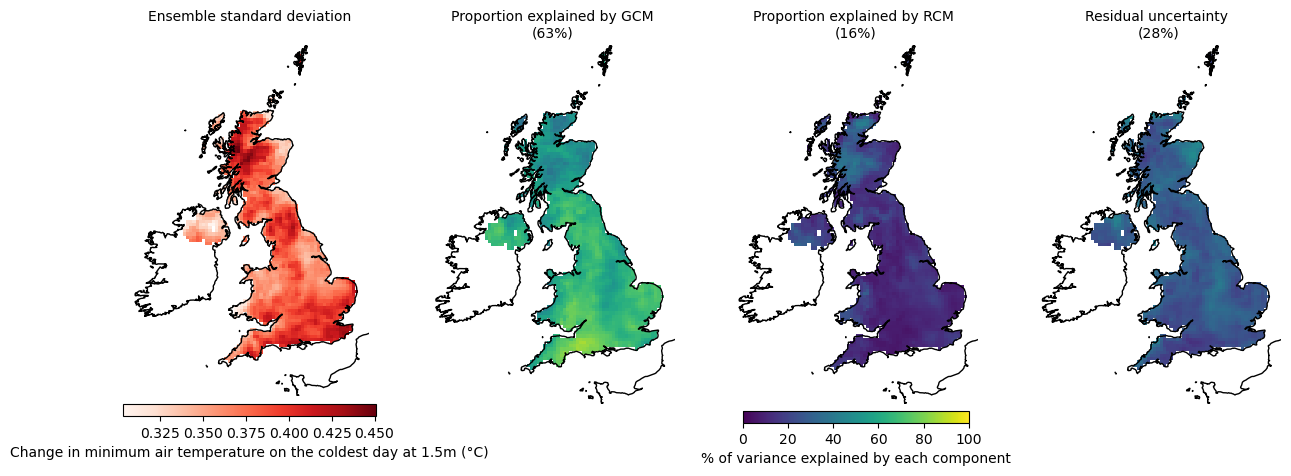 Ensemble standard deviation
Proportion explained by GCM
(63%)
Proportion explained by RCM
(16%)
Residual uncertainty
(28%)
0.325 0.350 0.375 0.400 0.425 0.450
Change in minimum air temperature on the coldest day at 1.5m (°C)
0 20 40 60 80 100
% of variance explained by each component